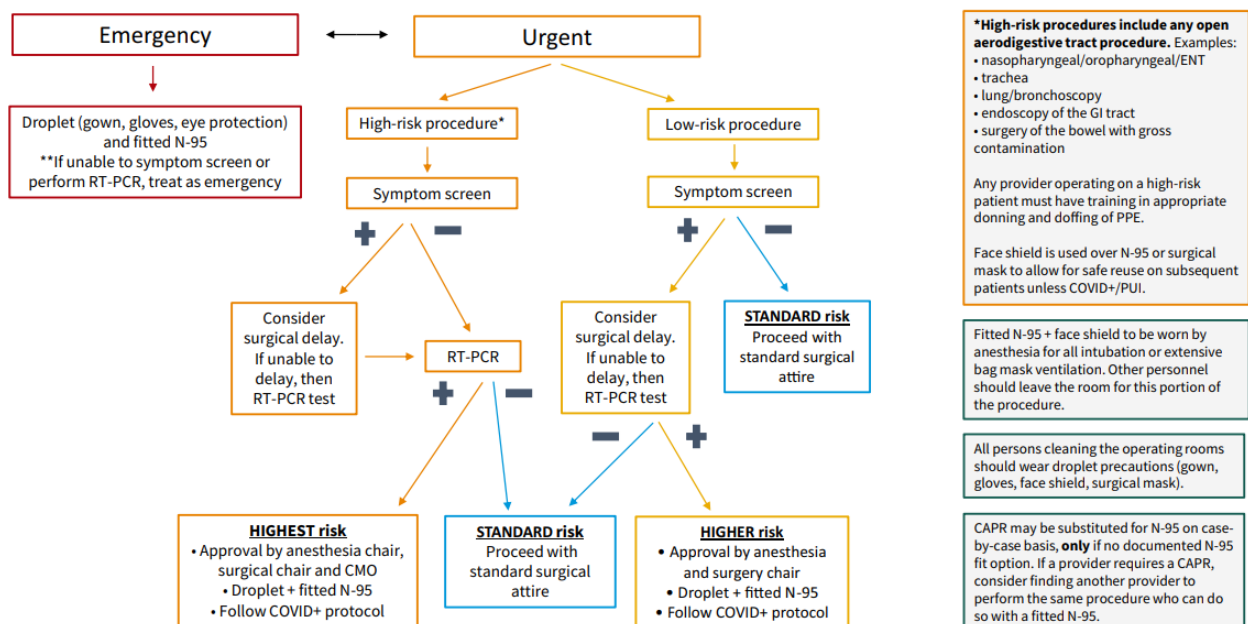 Emergency
Urgent
Droplet (gown, gloves, eye protection)
and fitted N-95
**If unable to symptom screen or
perform RT-PCR, treat as emergency
High-risk procedure*
Low-risk procedure
Symptom screen
Symptom screen
+
−
+
−
Consider
surgical delay.
If unable to
delay, then
RT-PCR test
RT-PCR
Consider
surgical delay.
If unable to
delay, then
RT-PCR test
STANDARD risk
Proceed with
standard surgical
attire
+
−
−
+
HIGHEST risk
• Approval by anesthesia chair,
surgical chair and CMO
• Droplet + fitted N-95
• Follow COVID+ protocol
STANDARD risk
Proceed with
standard surgical
attire
HIGHER risk
• Approval by anesthesia
and surgery chair
• Droplet + fitted N-95
• Follow COVID+ protocol
*High-risk procedures include any open
aerodigestive tract procedure. Examples:
• nasopharyngeal/oropharyngeal/ENT
• trachea
• lung/bronchoscopy
• endoscopy of the GI tract
• surgery of the bowel with gross
contamination
Any provider operating on a high-risk
patient must have training in appropriate
donning and doffing of PPE.
Face shield is used over N-95 or surgical
mask to allow for safe reuse on subsequent
patients unless COVID+/PUI.
Fitted N-95 + face shield to be worn by
anesthesia for all intubation or extensive
bag mask ventilation. Other personnel
should leave the room for this portion of
the procedure.
All persons cleaning the operating rooms
should wear droplet precautions (gown,
gloves, face shield, surgical mask).
CAPR may be substituted for N-95 on case-
by-case basis, only if no documented N-95
fit option. If a provider requires a CAPR,
consider finding another provider to
perform the same procedure who can do
so with a fitted N-95.